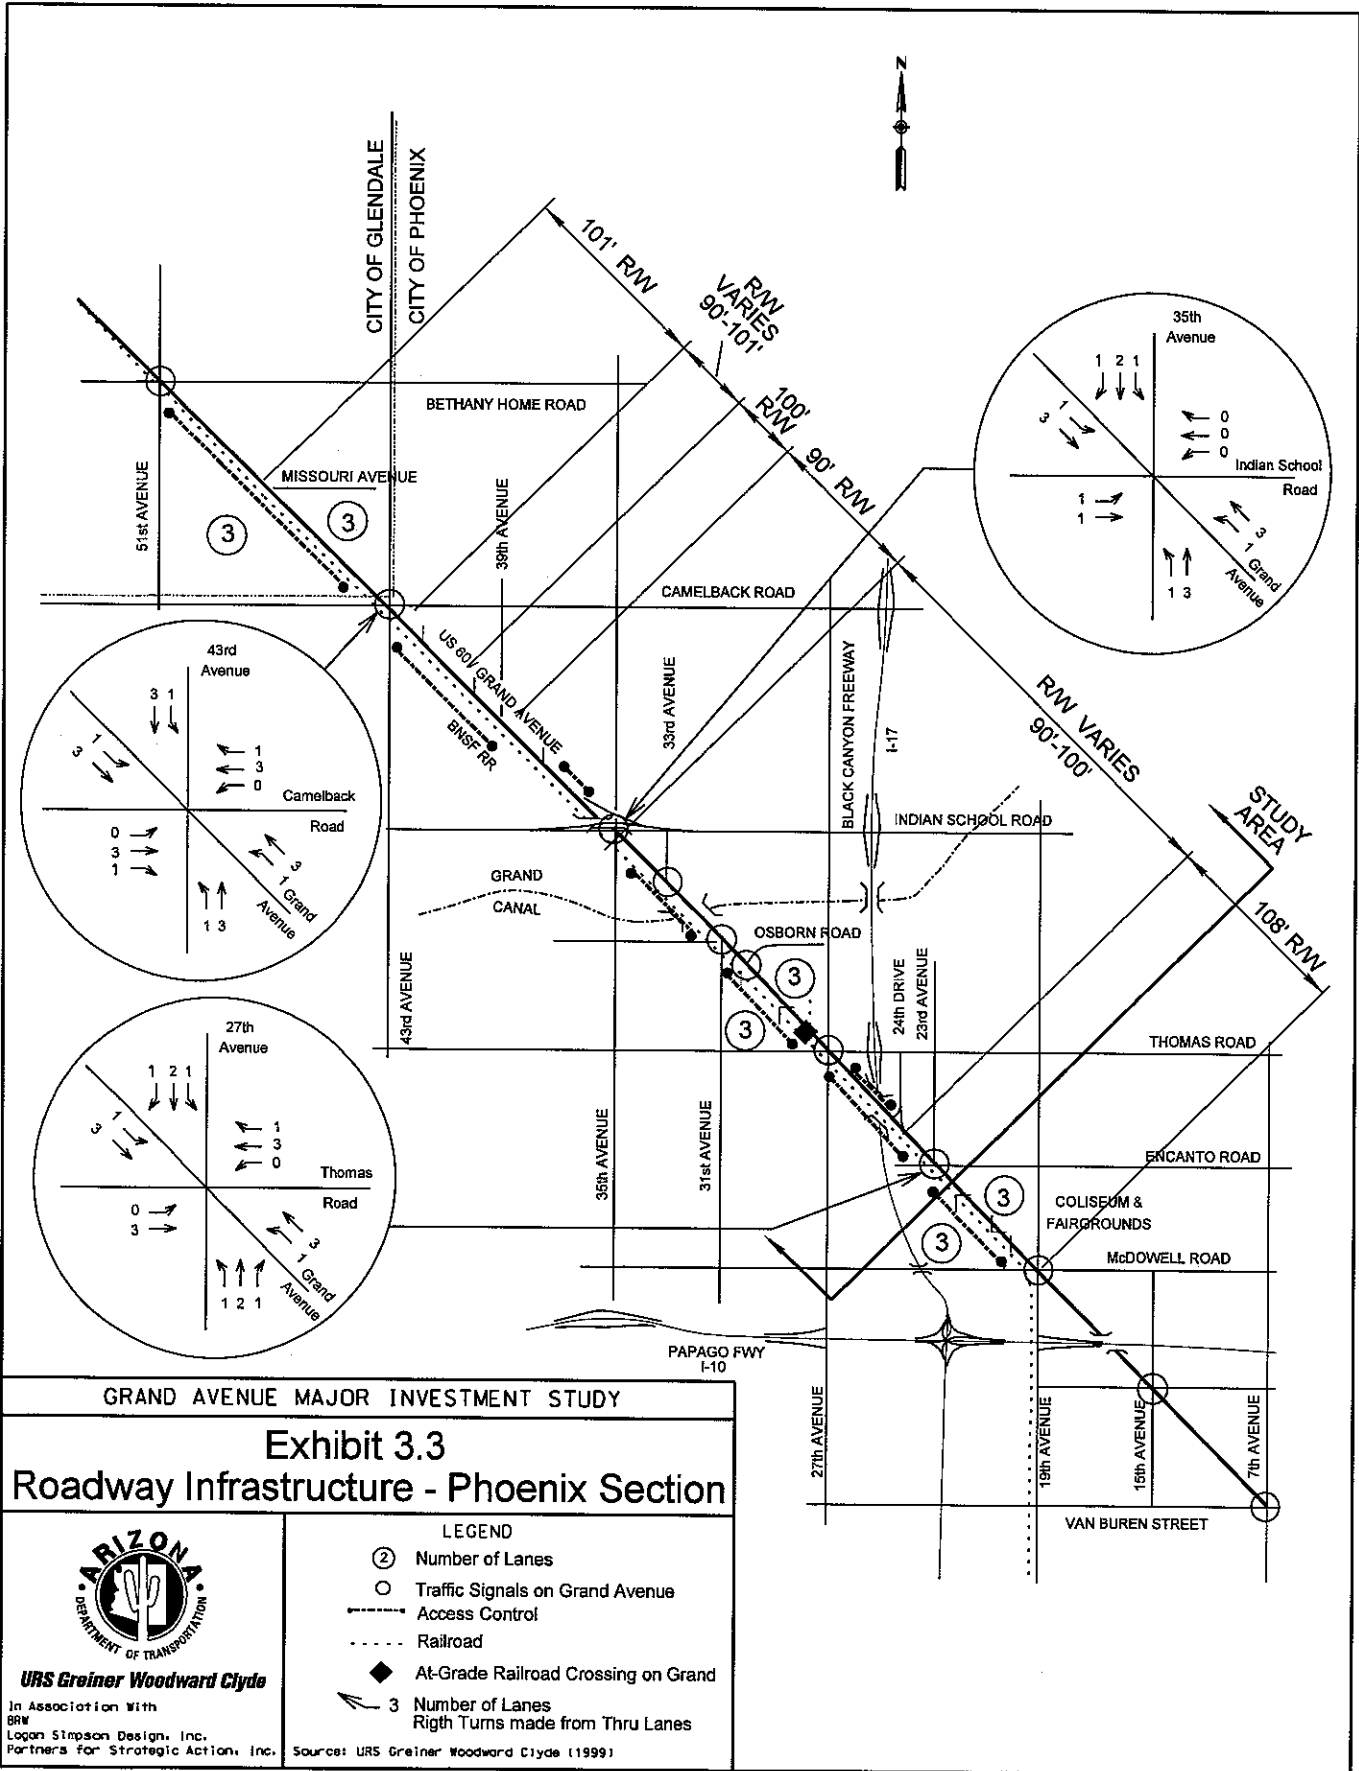 N
CITY OF GLENDALE
CITY OF PHOENIX
101' R/W
R/W
VARIES
90'-101'
100'
R/W
90' R/W
R/W VARIES
90'-100'
STUDY
AREA
108' R/W
35th
Avenue
1 2 1
1
3
0
0
0
Indian School
Road
1
1
3
1 Grand
Avenue
1 3
BETHANY HOME ROAD
51st AVENUE
MISSOURI AVENUE
3
3
39th AVENUE
CAMELBACK ROAD
US 60/ GRAND AVENUE
BNSF RR
33rd AVENUE
BLACK CANYON FREEWAY
I-17
INDIAN SCHOOL ROAD
43rd
Avenue
3 1
1
3
1
3
0
Camelback
Road
0
3
1
3
1 Grand
Avenue
1 3
GRAND
CANAL
OSBORN ROAD
3
3
43rd AVENUE
24th DRIVE
23rd AVENUE
THOMAS ROAD
27th
Avenue
1 2 1
1
3
1
3
0
Thomas
Road
0
3
3
1 Grand
Avenue
1 2 1
35th AVENUE
31st AVENUE
ENCANTO ROAD
3
3
COLISEUM &
FAIRGROUNDS
McDOWELL ROAD
PAPAGO FWY
I-10
27th AVENUE
19th AVENUE
15th AVENUE
7th AVENUE
VAN BUREN STREET
GRAND AVENUE MAJOR INVESTMENT STUDY
Exhibit 3.3
Roadway Infrastructure - Phoenix Section
ARIZONA
DEPARTMENT OF TRANSPORTATION
URS Greiner Woodward Clyde
In Association With
BRW
Logan Simpson Design, Inc.
Partners for Strategic Action, Inc.
LEGEND
2 Number of Lanes
Traffic Signals on Grand Avenue
Access Control
Railroad
At-Grade Railroad Crossing on Grand
3 Number of Lanes
Rigth Turns made from Thru Lanes
Source: URS Greiner Woodward Clyde (1999)